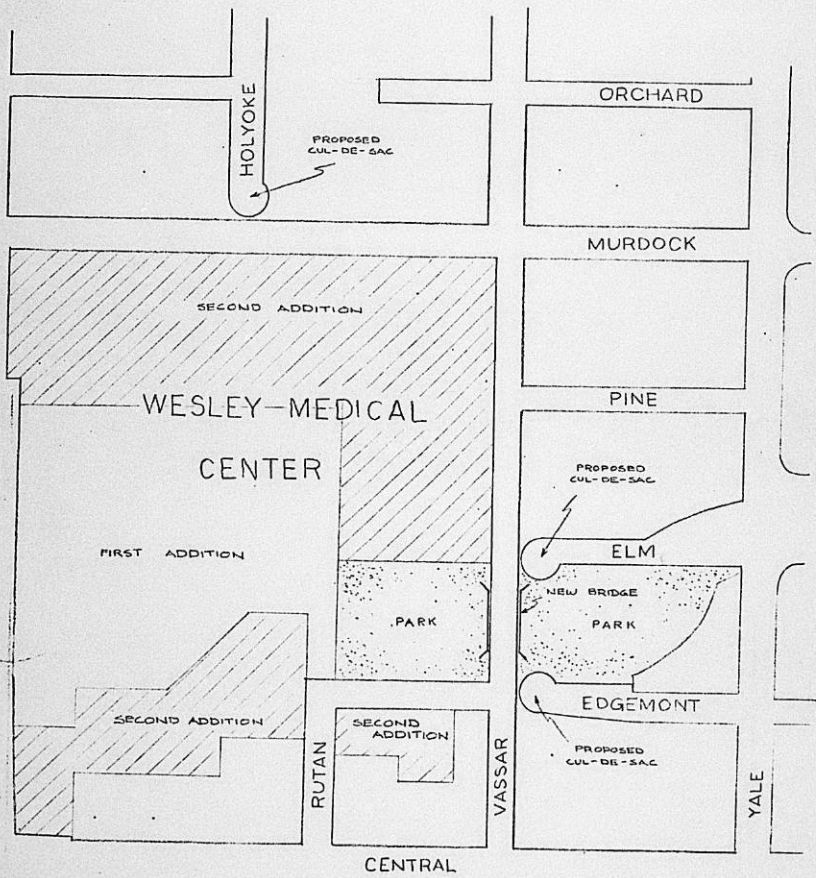 HOLYOKE
PROPOSED
CUL-DE-SAC
ORCHARD
MURDOCK
SECOND ADDITION
WESLEY-MEDICAL
CENTER
PINE
PROPOSED
CUL-DE-SAC
FIRST ADDITION
ELM
NEW BRIDGE
PARK
PARK
EDGEMONT
SECOND ADDITION
SECOND
ADDITION
RUTAN
VASSAR
PROPOSED
CUL-DE-SAC
YALE
CENTRAL